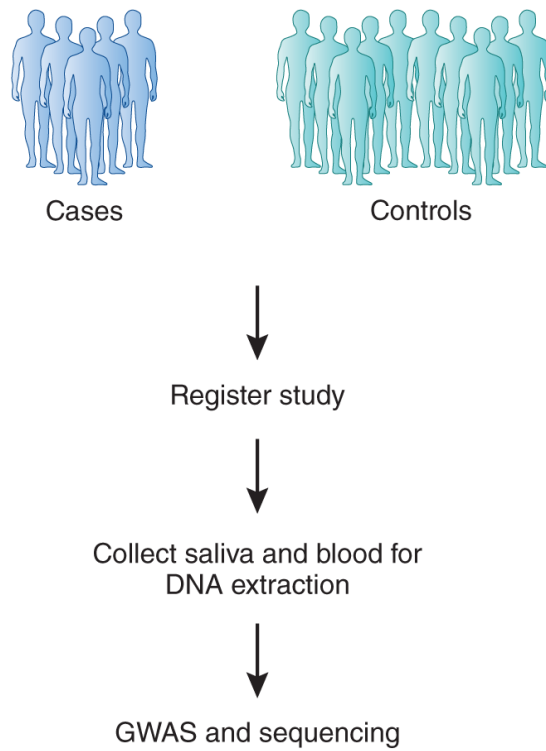 Cases
Controls
Register study
Collect saliva and blood for
DNA extraction
GWAS and sequencing